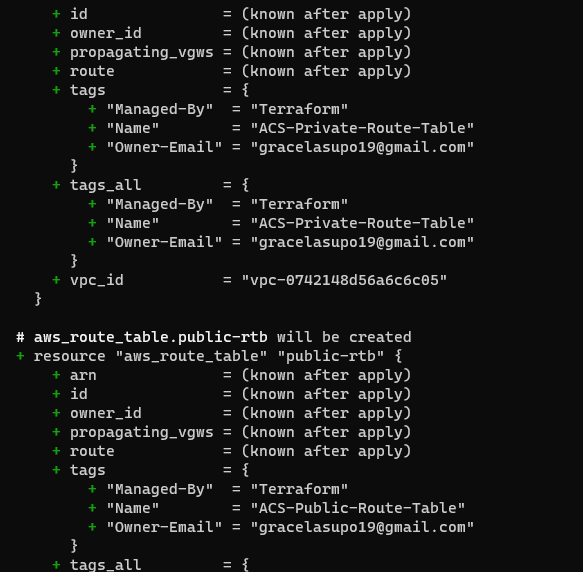 + id               = (known after apply)
+ owner_id         = (known after apply)
+ propagating_vgws = (known after apply)
+ route            = (known after apply)
+ tags             = {
+ "Managed-By"  = "Terraform"
+ "Name"        = "ACS-Private-Route-Table"
+ "Owner-Email" = "gracelasupo19@gmail.com"
}
+ tags_all         = {
+ "Managed-By"  = "Terraform"
+ "Name"        = "ACS-Private-Route-Table"
+ "Owner-Email" = "gracelasupo19@gmail.com"
}
+ vpc_id           = "vpc-0742148d56a6c6c05"
}
# aws_route_table.public-rtb will be created
+ resource "aws_route_table" "public-rtb" {
+ arn              = (known after apply)
+ id               = (known after apply)
+ owner_id         = (known after apply)
+ propagating_vgws = (known after apply)
+ route            = (known after apply)
+ tags             = {
+ "Managed-By"  = "Terraform"
+ "Name"        = "ACS-Public-Route-Table"
+ "Owner-Email" = "gracelasupo19@gmail.com"
}
+ tags_all         = {